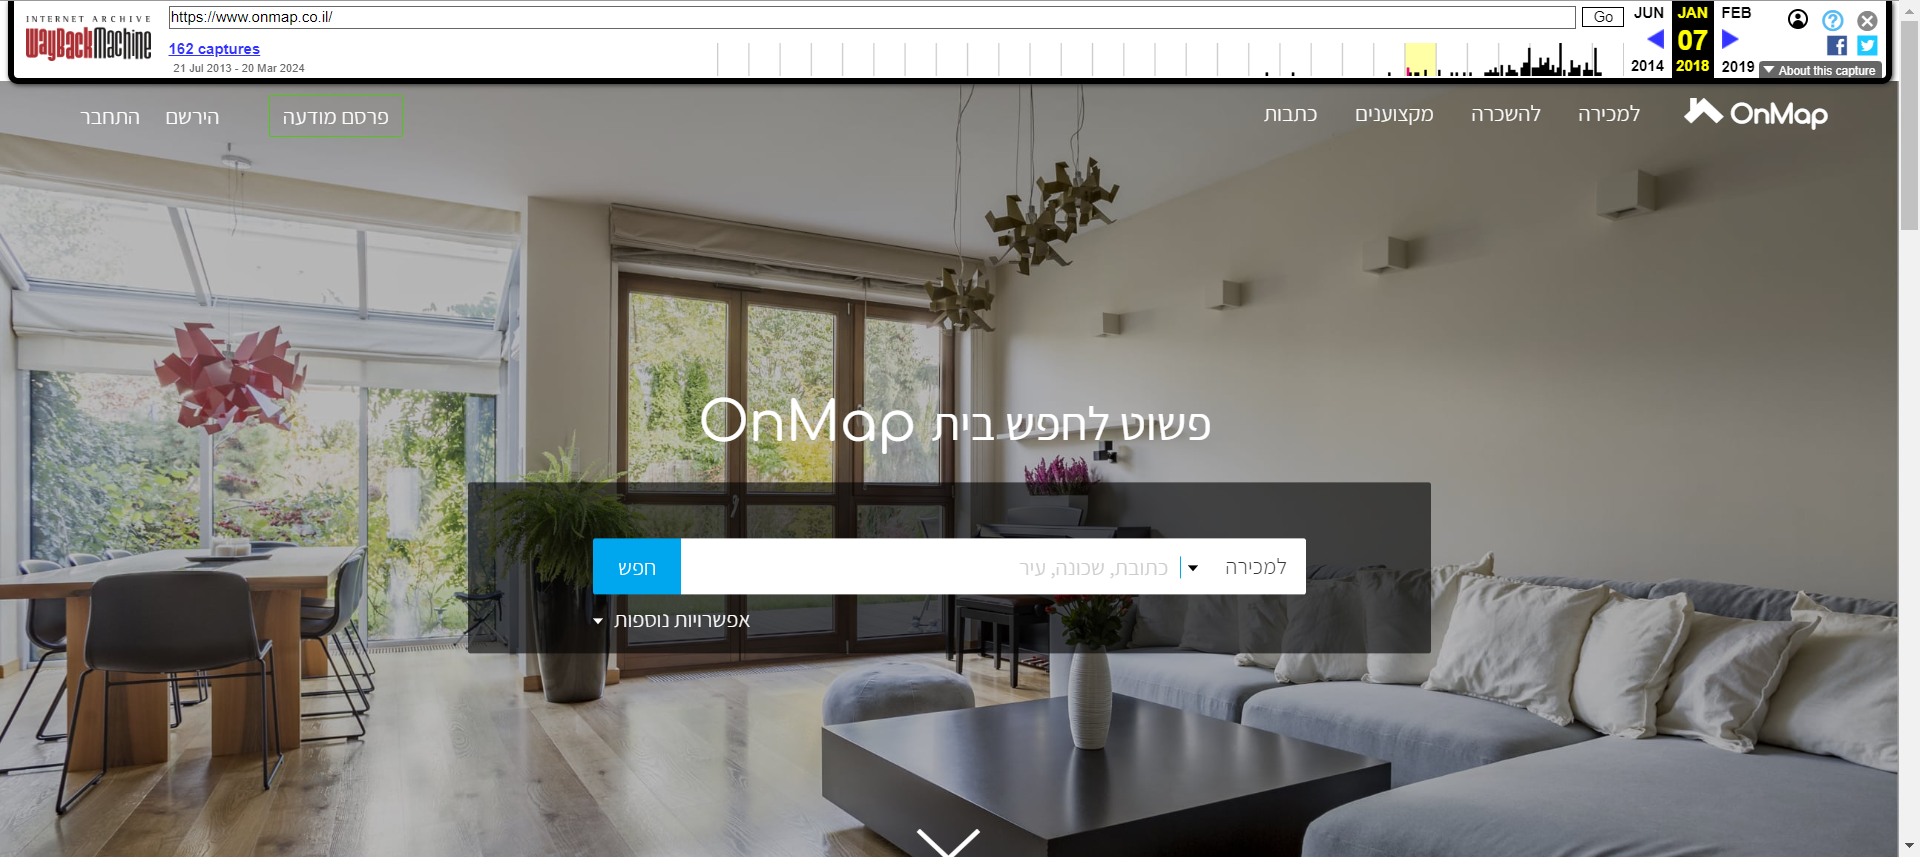 INTERNET ARCHIVE
WayBackMachine
https://www.onmap.co.il/
Go
162 captures
21 Jul 2013 - 20 Mar 2024
JUN JAN FEB
07
2014 2018 2019
About this capture
OnMap
למכירה
להשכרה
מקצוענים
כתבות
פרסם מודעה
הירשם
התחבר
פשוט לחפש בית OnMap
למכירה
כתובת, שכונה, עיר
חפש
אפשרויות נוספות